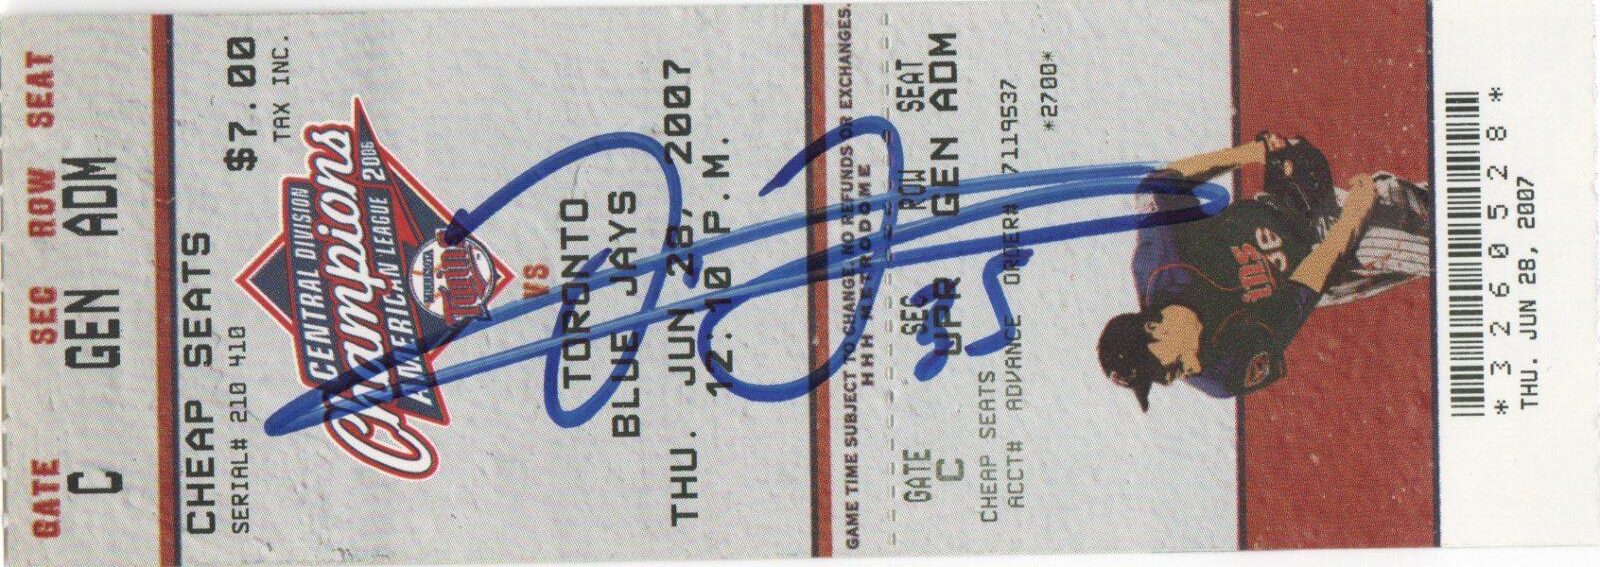 GATE SEC ROW SEAT
C GEN ADM
CHEAP SEATS $7.00
SERIAL# 210 410 TAX INC.
CENTRAL DIVISION
Champions
AMERICAN LEAGUE 2006
MINNESOTA
Twins
VS
TORONTO
BLUE JAYS
THU. JUN 28, 2007
12:10 P.M.
GAME TIME SUBJECT TO CHANGE. NO REFUNDS OR EXCHANGES.
HHH METRODOME
GATE SEC ROW SEAT
C UPR GEN ADM
CHEAP SEATS
ACCT# ADVANCE ORDER# 7119537
*2700*
36
*3260528*
THU. JUN 28, 2007